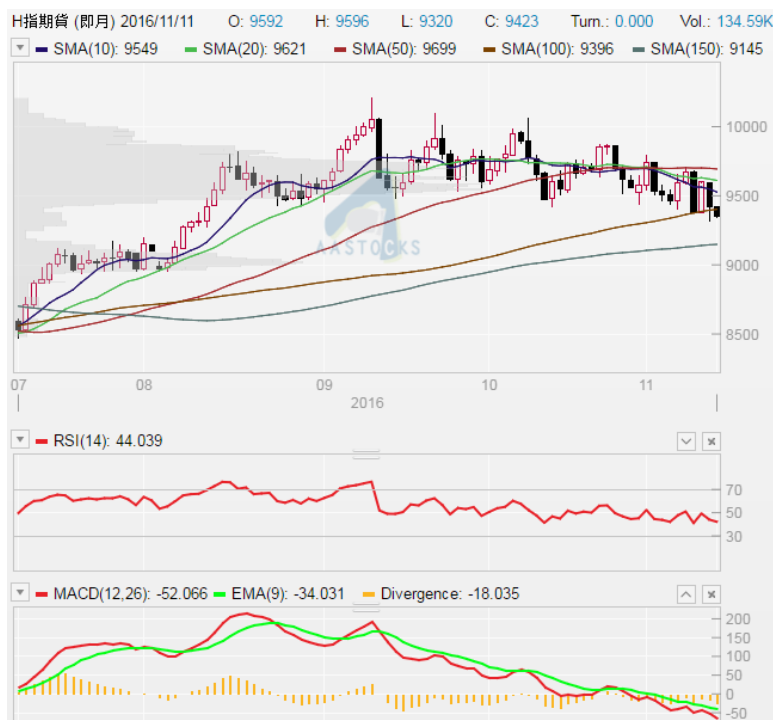 H指期貨 (即月) 2016/11/11 O: 9592 H: 9596 L: 9320 C: 9423 Turn.: 0.000 Vol.: 134.59K
SMA(10): 9549 SMA(20): 9621 SMA(50): 9699 SMA(100): 9396 SMA(150): 9145
10000
9500
AASTOCKS
9000
8500
07 08 09 10 11
2016
RSI(14): 44.039
70
50
30
MACD(12,26): -52.066 EMA(9): -34.031 Divergence: -18.035
200
150
100
50
0
-50